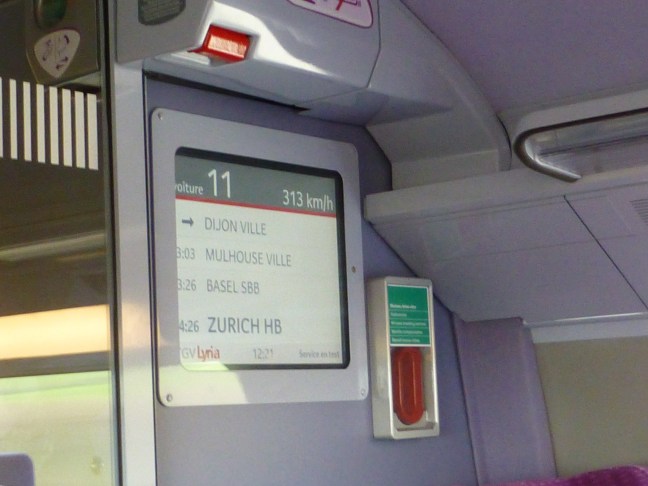 voiture 11 313 km/h
DIJON VILLE
3:03 MULHOUSE VILLE
3:26 BASEL SBB
4:26 ZURICH HB
GV Lyria 12:21 Service en test